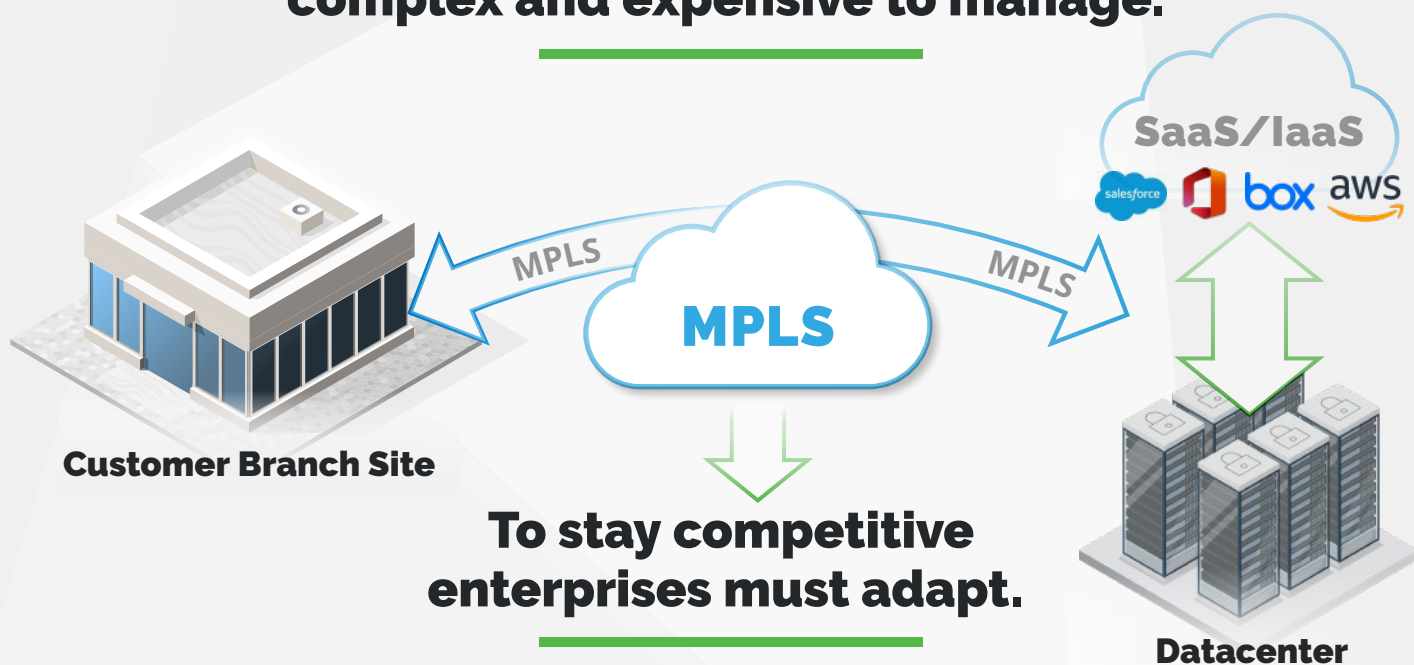 complex and expensive to manage.
SaaS/IaaS
salesforce
box
aws
MPLS
MPLS
MPLS
Customer Branch Site
To stay competitive
enterprises must adapt.
Datacenter